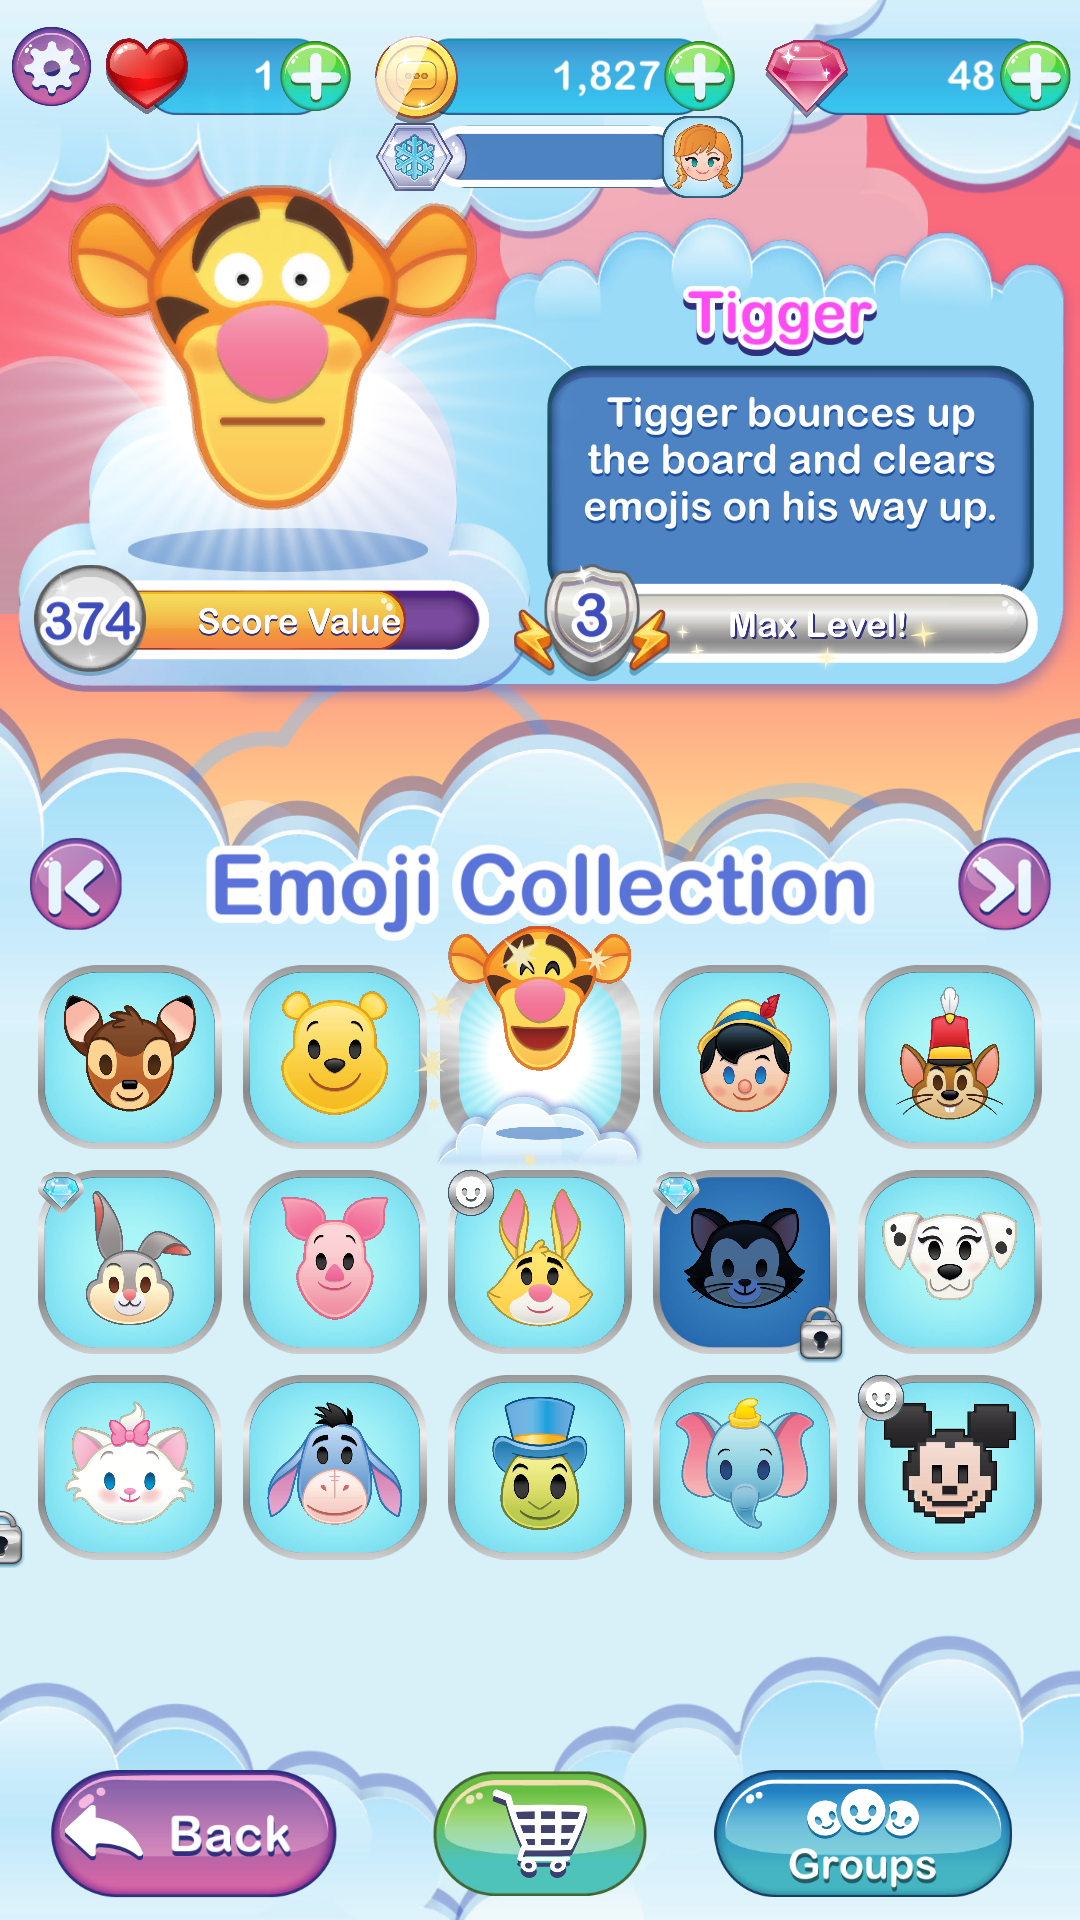 1
1,827
48
Tigger
Tigger bounces up
the board and clears
emojis on his way up.
374
Score Value
3
Max Level!
Emoji Collection
Back
Groups